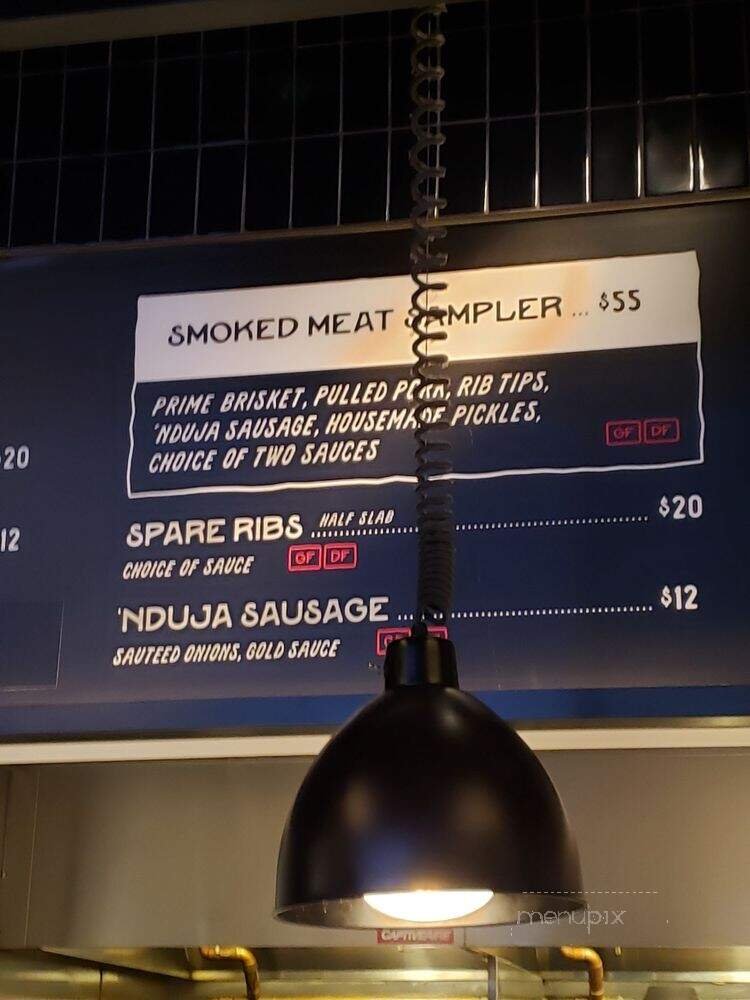 SMOKED MEAT SAMPLER ... $55
PRIME BRISKET, PULLED PORK, RIB TIPS,
'NDUJA SAUSAGE, HOUSEMADE PICKLES,
CHOICE OF TWO SAUCES
GF DF
20
SPARE RIBS HALF SLAB $20
CHOICE OF SAUCE GF DF
12
'NDUJA SAUSAGE $12
SAUTEED ONIONS, GOLD SAUCE
menupix
CAPTIVEAIRE